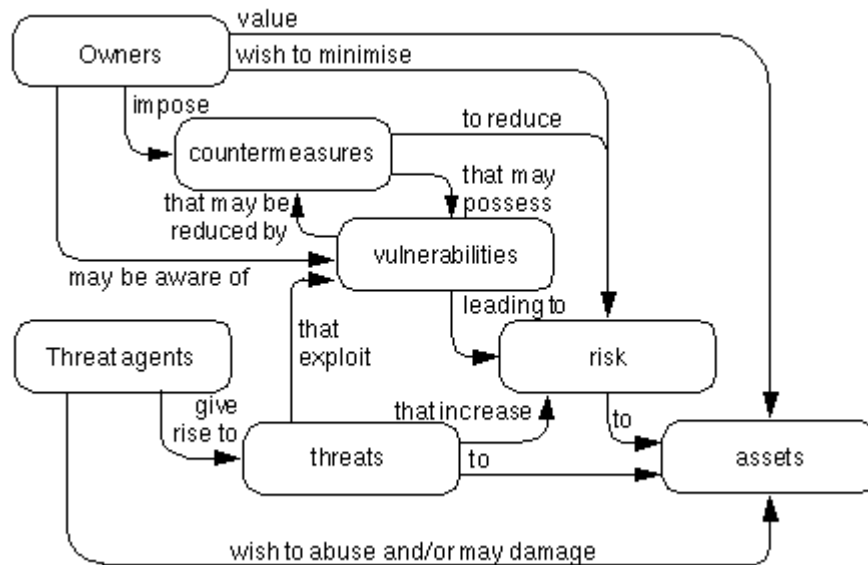 value
Owners
wish to minimise
impose
to reduce
countermeasures
that may
possess
that may be
reduced by
vulnerabilities
may be aware of
leading to
that
exploit
Threat agents
risk
give
rise to
that increase
to
threats
to
assets
wish to abuse and/or may damage